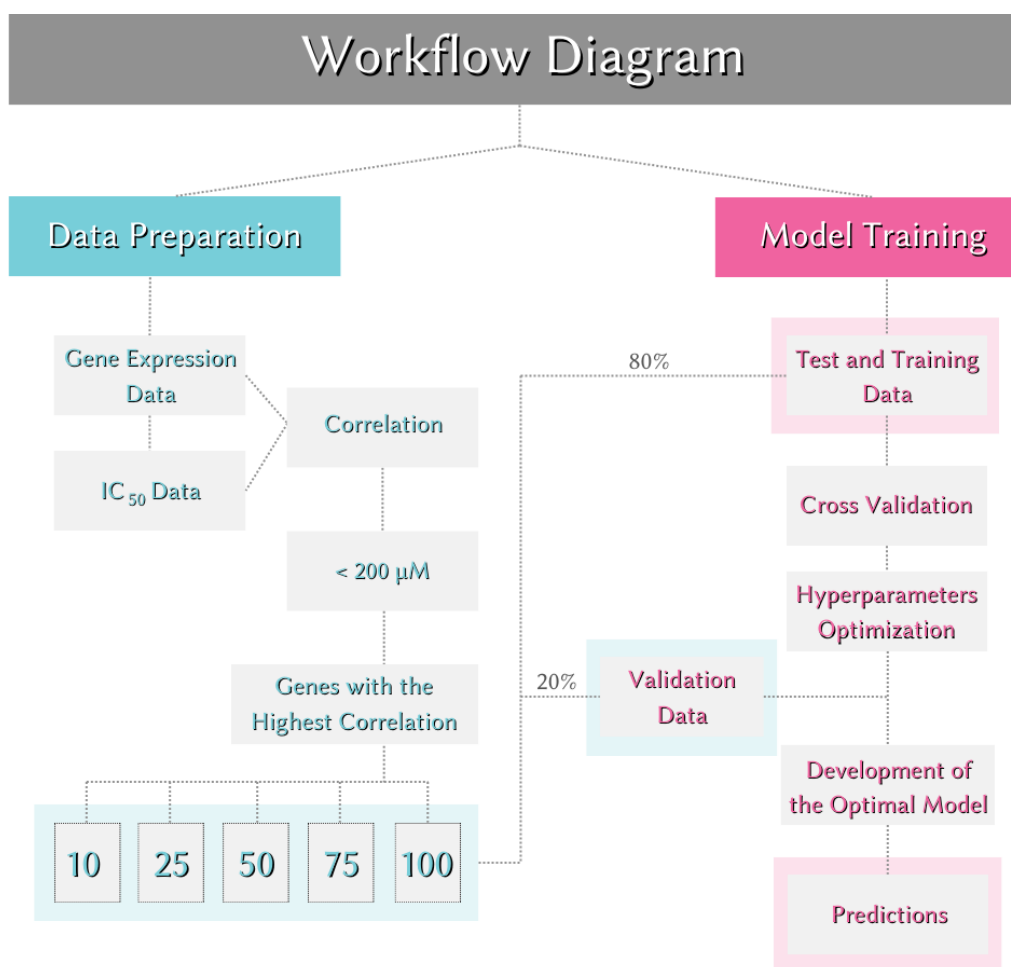 Workflow Diagram
Data Preparation
Gene Expression
Data
IC50 Data
Correlation
< 200 µM
Genes with the
Highest Correlation
10
25
50
75
100
Model Training
80%
Test and Training
Data
Cross Validation
Hyperparameters
Optimization
20%
Validation
Data
Development of
the Optimal Model
Predictions